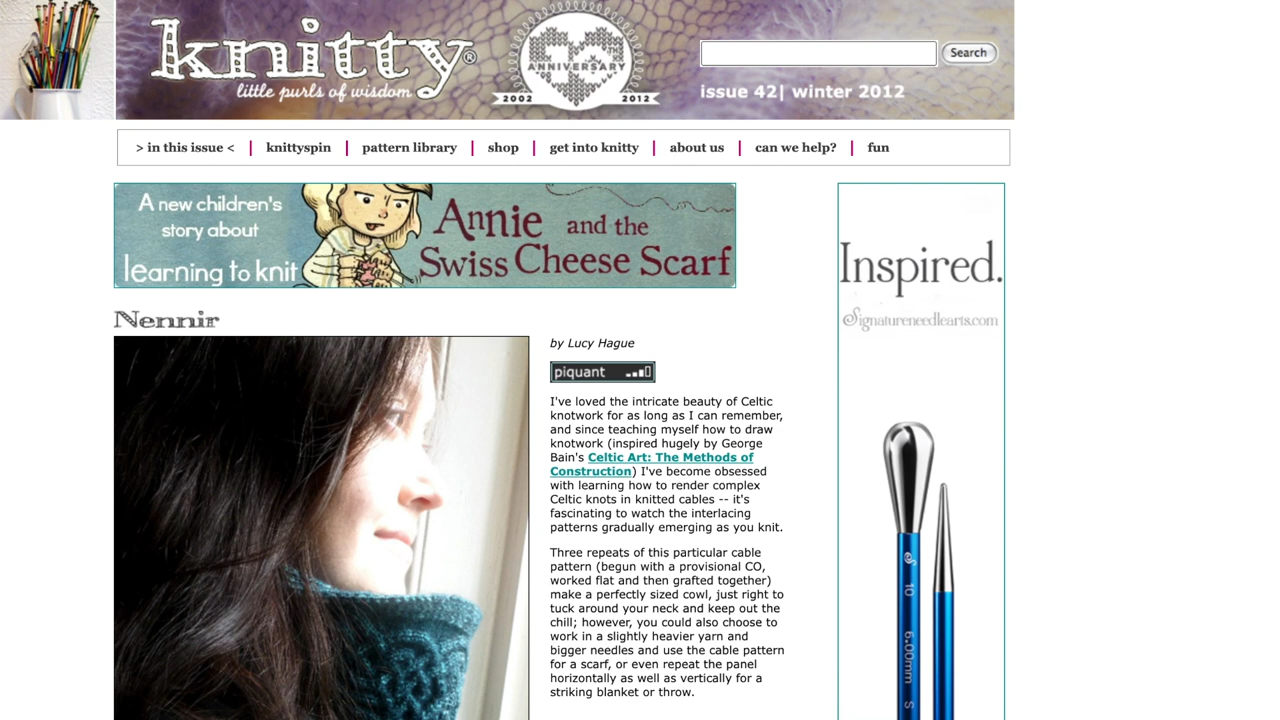 knitty®
little purls of wisdom
10
ANNIVERSARY
2002 2012
Search
issue 42| winter 2012
> in this issue <
knittyspin
pattern library
shop
get into knitty
about us
can we help?
fun
A new children's
story about
learning to knit
Annie and the
Swiss Cheese Scarf
Inspired.
Signatureneedlearts.com
Nennir
by Lucy Hague
piquant
I've loved the intricate beauty of Celtic
knotwork for as long as I can remember,
and since teaching myself how to draw
knotwork (inspired hugely by George
Bain's Celtic Art: The Methods of
Construction) I've become obsessed
with learning how to render complex
Celtic knots in knitted cables -- it's
fascinating to watch the interlacing
patterns gradually emerging as you knit.
Three repeats of this particular cable
pattern (begun with a provisional CO,
worked flat and then grafted together)
make a perfectly sized cowl, just right to
tuck around your neck and keep out the
chill; however, you could also choose to
work in a slightly heavier yarn and
bigger needles and use the cable pattern
for a scarf, or even repeat the panel
horizontally as well as vertically for a
striking blanket or throw.
S 10 6.00mm S